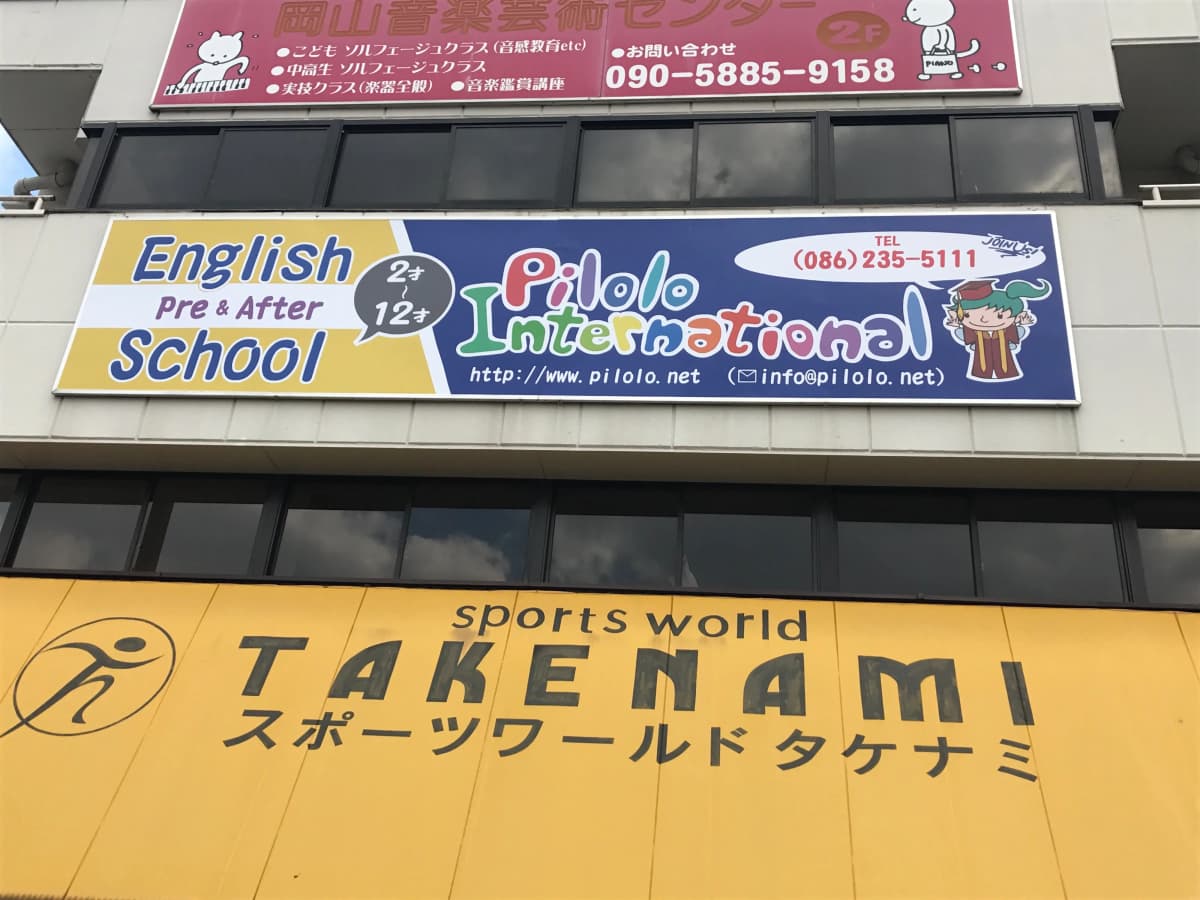 岡山音楽芸術センター 2F
●こども ソルフェージュクラス(音感教育etc)
●中高生 ソルフェージュクラス
●実技クラス(楽器全般) ●音楽鑑賞講座
●お問い合わせ
090-5885-9158
PIANO
English
Pre & After
School
2才
~
12才
Pilolo
International
http://www.pilolo.net (✉info@pilolo.net)
TEL
(086)235-5111
JOIN US!
sports world
TAKENAMI
スポーツワールドタケナミ